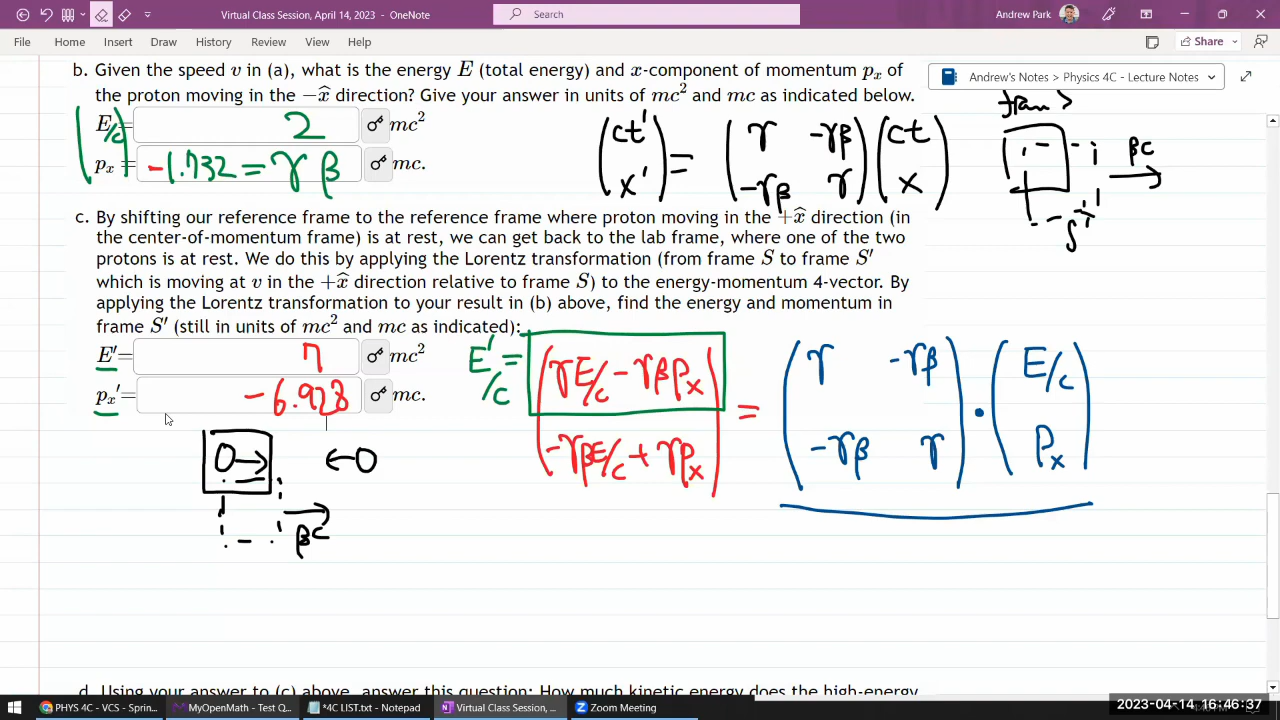 Virtual Class Session, April 14, 2023 - OneNote
Search
Andrew Park
File Home Insert Draw History Review View Help
Share
Andrew's Notes > Physics 4C - Lecture Notes
b. Given the speed v in (a), what is the energy E (total energy) and x-component of momentum pₓ of
the proton moving in the −x̂ direction? Give your answer in units of mc² and mc as indicated below.
E/c 2 mc²
pₓ -1.732 = γβ mc.
(ct' x') = (γ -γβ -γβ γ) (ct x)
βc
S'
c. By shifting our reference frame to the reference frame where proton moving in the +x̂ direction (in
the center-of-momentum frame) is at rest, we can get back to the lab frame, where one of the two
protons is at rest. We do this by applying the Lorentz transformation (from frame S to frame S′
which is moving at v in the +x̂ direction relative to frame S) to the energy-momentum 4-vector. By
applying the Lorentz transformation to your result in (b) above, find the energy and momentum in
frame S′ (still in units of mc² and mc as indicated):
E′= 7 mc²
pₓ′= -6.928 mc.
E'/c = (γE/c - γβPx -γβE/c + γPx) = (γ -γβ -γβ γ) · (E/c Px)
βc
d. Using your answer to (c) above, answer this question: How much kinetic energy does the high-energy
PHYS 4C - VCS - Sprin...
MyOpenMath - Test Q...
*4C LIST.txt - Notepad
Virtual Class Session, ...
Zoom Meeting
2023-04-14 16:46:37